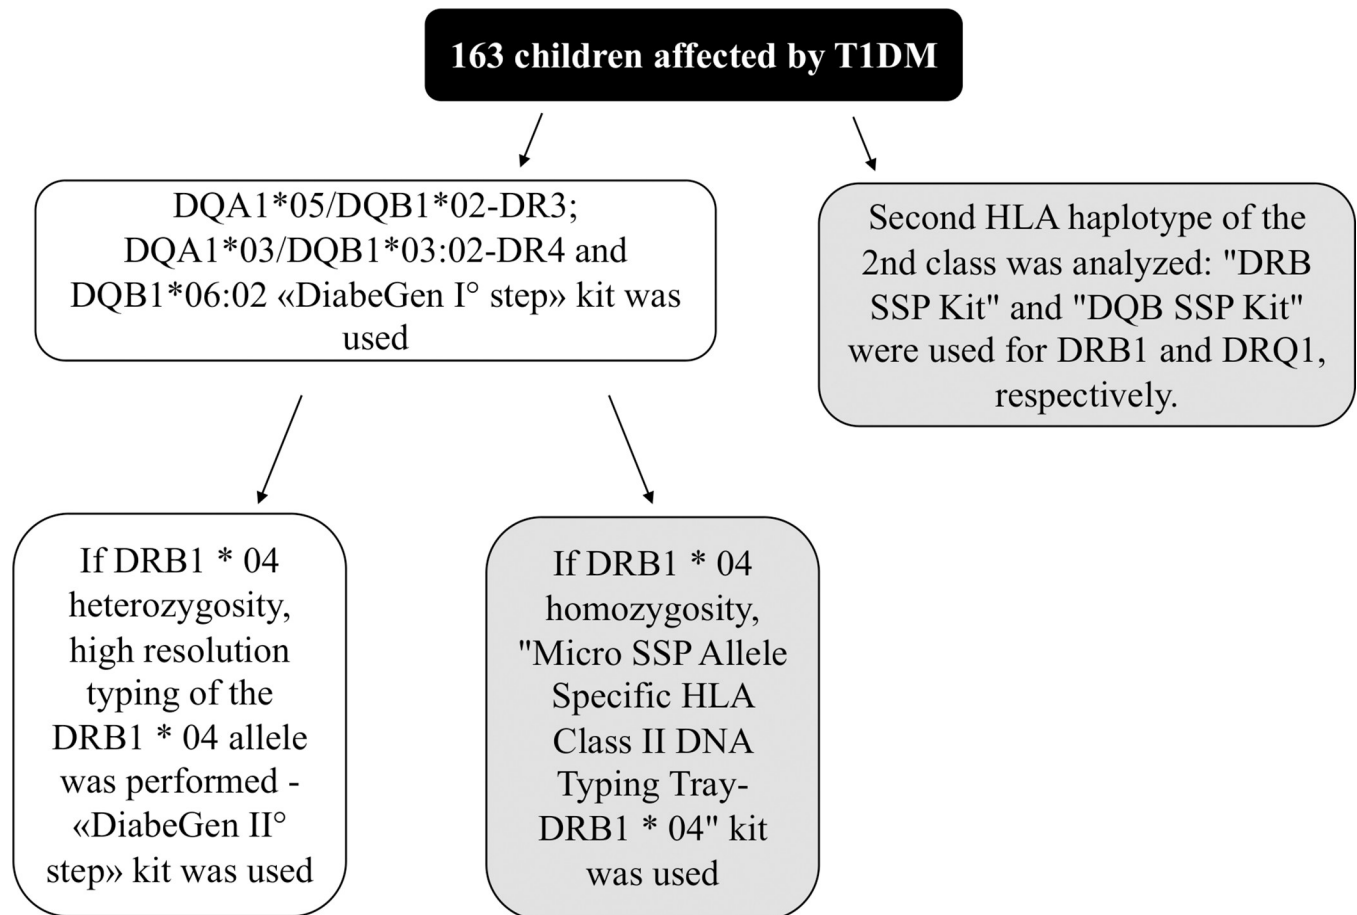 163 children affected by T1DM
DQA1*05/DQB1*02-DR3;
DQA1*03/DQB1*03:02-DR4 and
DQB1*06:02 «DiabeGen I° step» kit was
used
Second HLA haplotype of the
2nd class was analyzed: "DRB
SSP Kit" and "DQB SSP Kit"
were used for DRB1 and DRQ1,
respectively.
If DRB1 * 04
heterozygosity,
high resolution
typing of the
DRB1 * 04 allele
was performed -
«DiabeGen II°
step» kit was used
If DRB1 * 04
homozygosity,
"Micro SSP Allele
Specific HLA
Class II DNA
Typing Tray-
DRB1 * 04" kit
was used